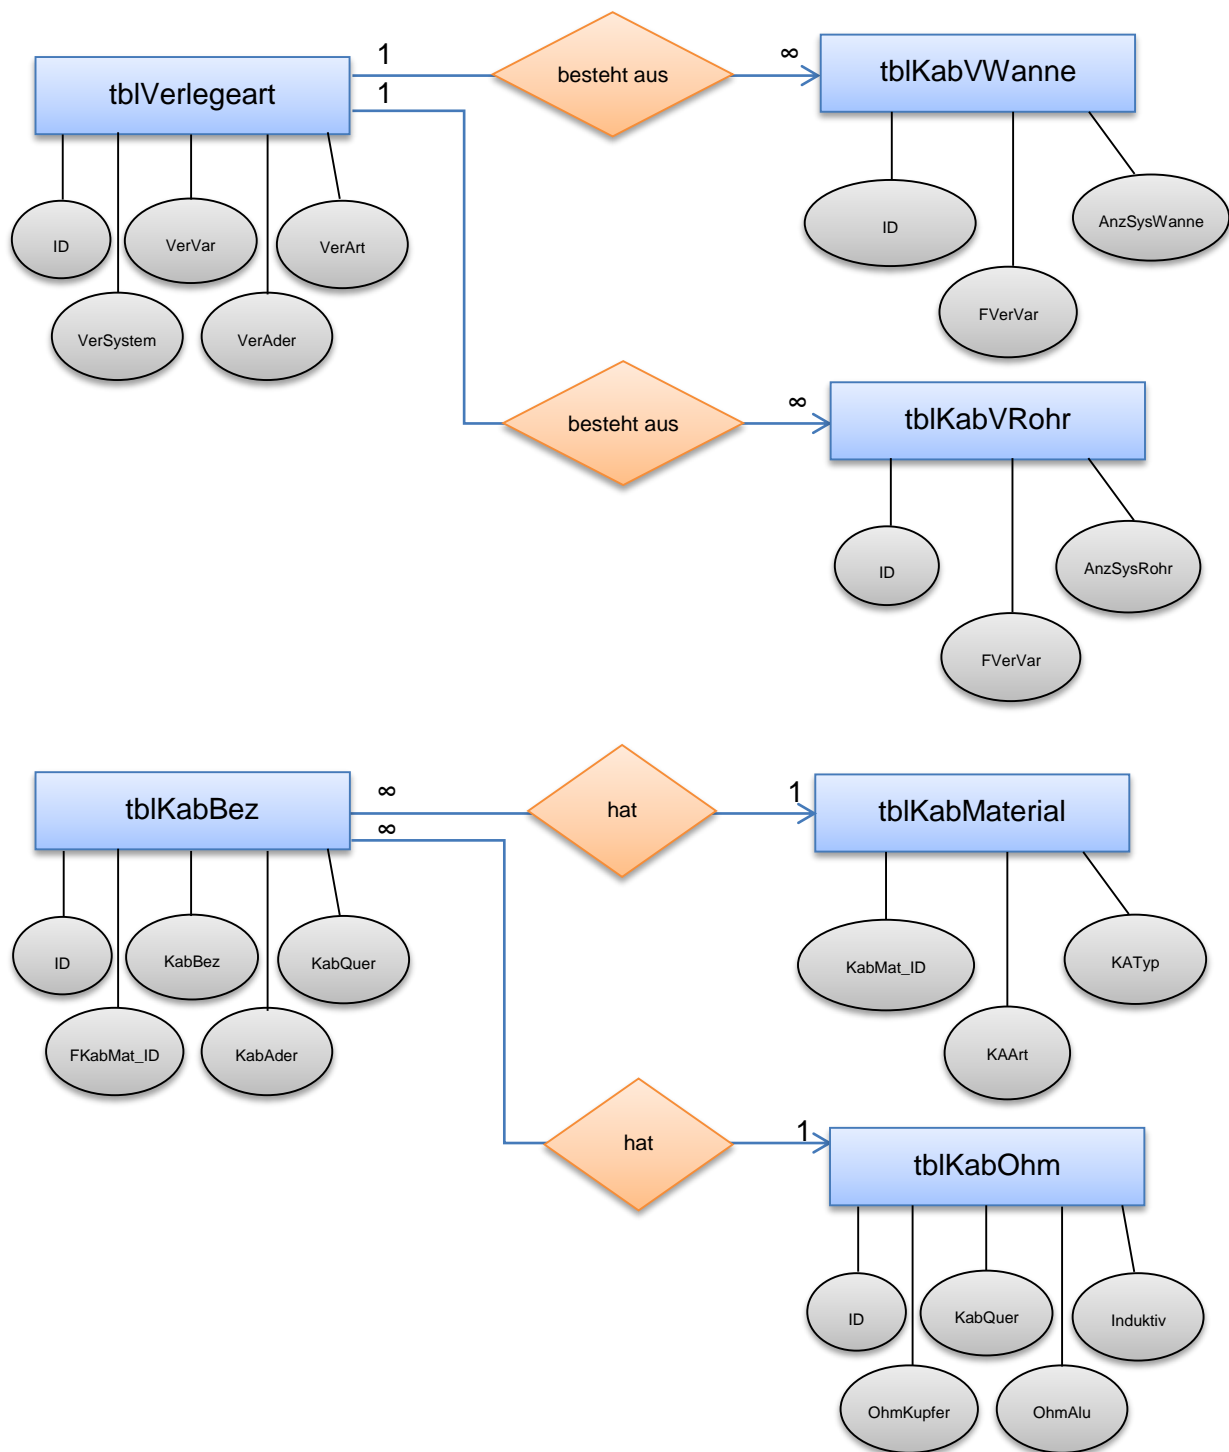 1
besteht aus
∞
tblKabVWanne
tblVerlegeart
1
ID
VerVar
VerArt
VerSystem
VerAder
ID
AnzSysWanne
FVerVar
besteht aus
∞
tblKabVRohr
ID
AnzSysRohr
FVerVar
tblKabBez
∞
hat
1
tblKabMaterial
∞
ID
KabBez
KabQuer
FKabMat_ID
KabAder
KabMat_ID
KATyp
KAArt
hat
1
tblKabOhm
ID
KabQuer
Induktiv
OhmKupfer
OhmAlu